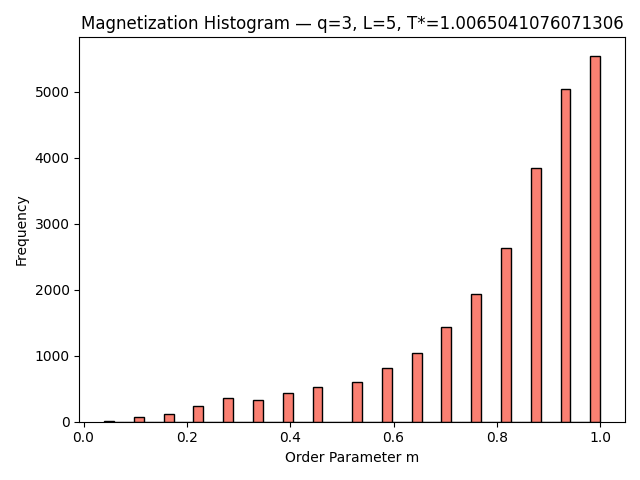 Magnetization Histogram — q=3, L=5, T*=1.0065041076071306
5000
4000
3000
2000
1000
0
Frequency
0.0 0.2 0.4 0.6 0.8 1.0
Order Parameter m